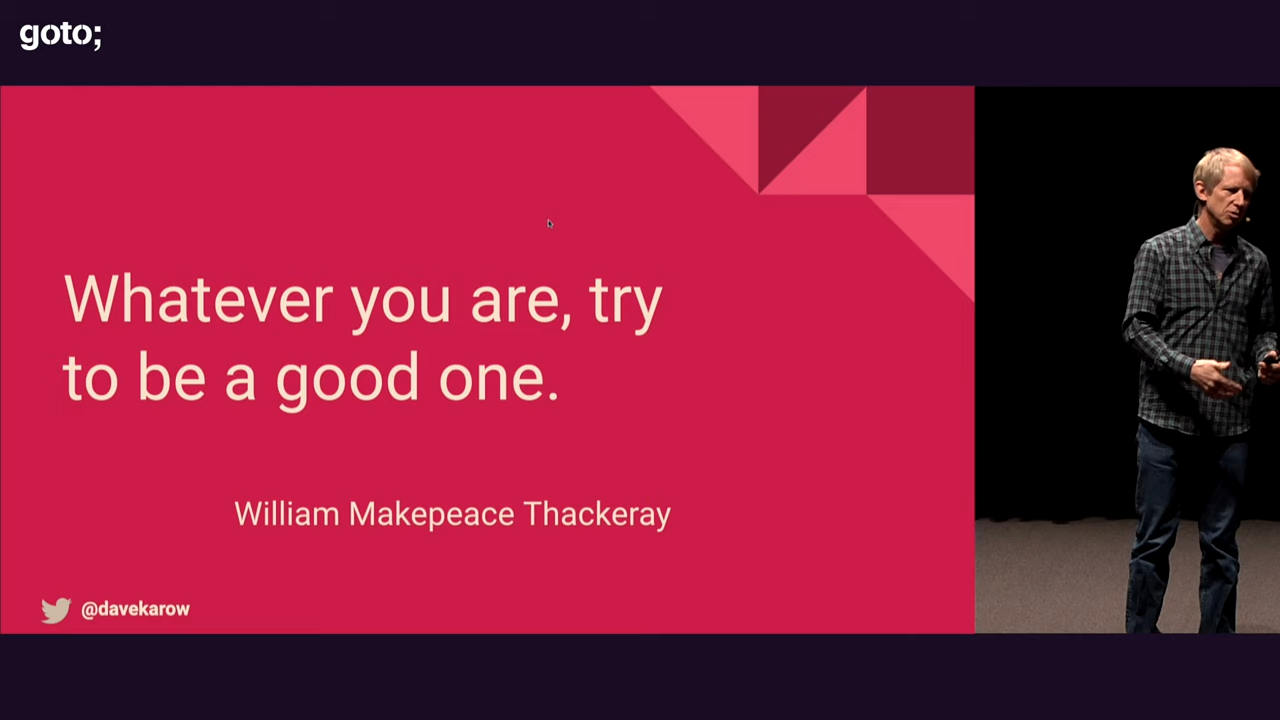 goto;
Whatever you are, try
to be a good one.
William Makepeace Thackeray
@davekarow